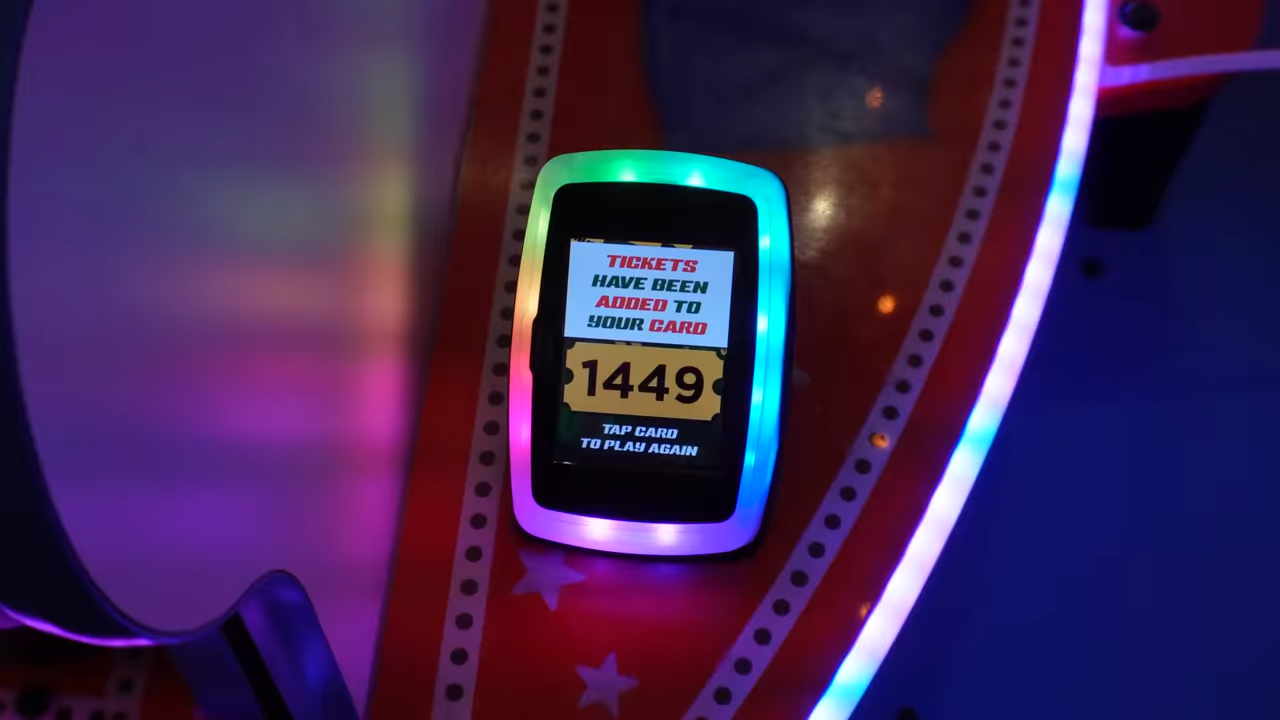 TICKETS
HAVE BEEN
ADDED TO
YOUR CARD
1449
TAP CARD
TO PLAY AGAIN